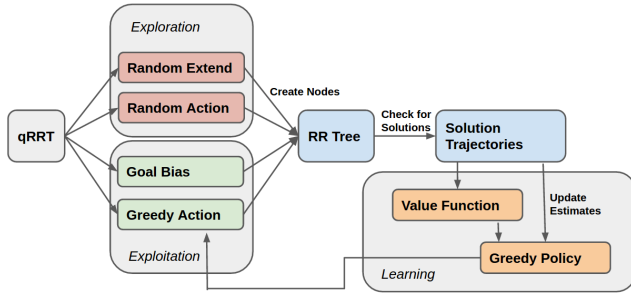 Exploration
Random Extend
Random Action
Create Nodes
qRRT
RR Tree
Check for
Solutions
Solution
Trajectories
Goal Bias
Greedy Action
Exploitation
Value Function
Update
Estimates
Greedy Policy
Learning